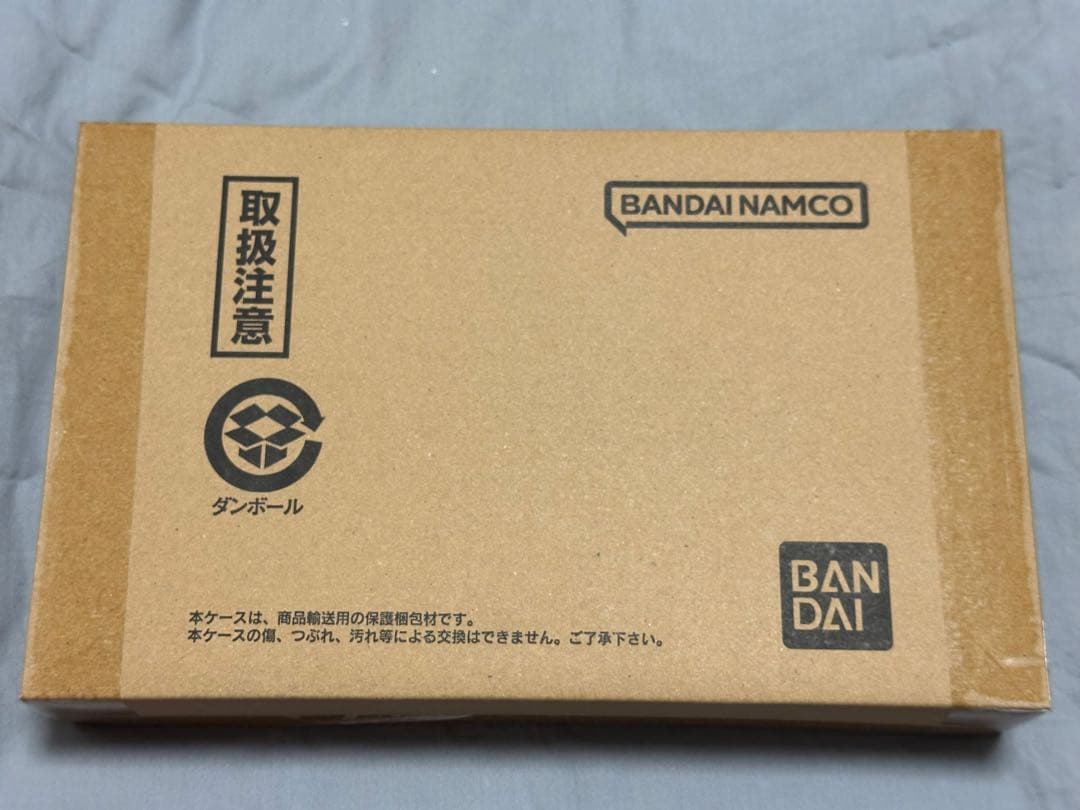 取扱注意
BANDAI NAMCO
ダンボール
BAN
DAI
本ケースは、商品輸送用の保護梱包材です。
本ケースの傷、つぶれ、汚れ等による交換はできません。ご了承下さい。